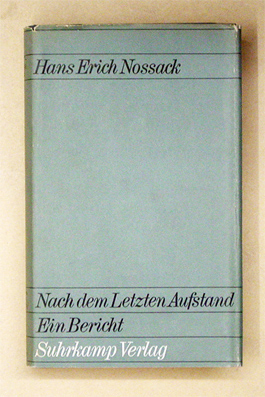 Hans Erich Nossack
Nach dem Letzten Aufstand
Ein Bericht
Suhrkamp Verlag